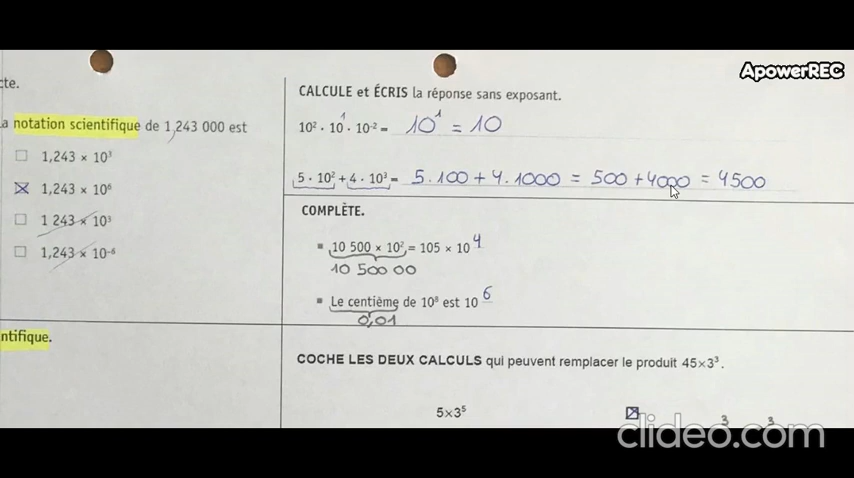 ApowerREC
cte.
la notation scientifique de 1,243 000 est
1,243 × 10³
1,243 × 10⁶
1 243 × 10³
1,243 × 10⁻⁶
ntifique.
CALCULE et ÉCRIS la réponse sans exposant.
1
10² · 10 · 10⁻² = 10¹ = 10
5 · 10² + 4 · 10³ = 5.100 + 4.1000 = 500 + 4000 = 4500
COMPLÈTE.
▪ 10 500 × 10² = 105 × 10 4
10 500 00
▪ Le centième de 10⁸ est 10 6
0,01
COCHE LES DEUX CALCULS qui peuvent remplacer le produit 45×3³.
5×3⁵
3 3
clideo.com